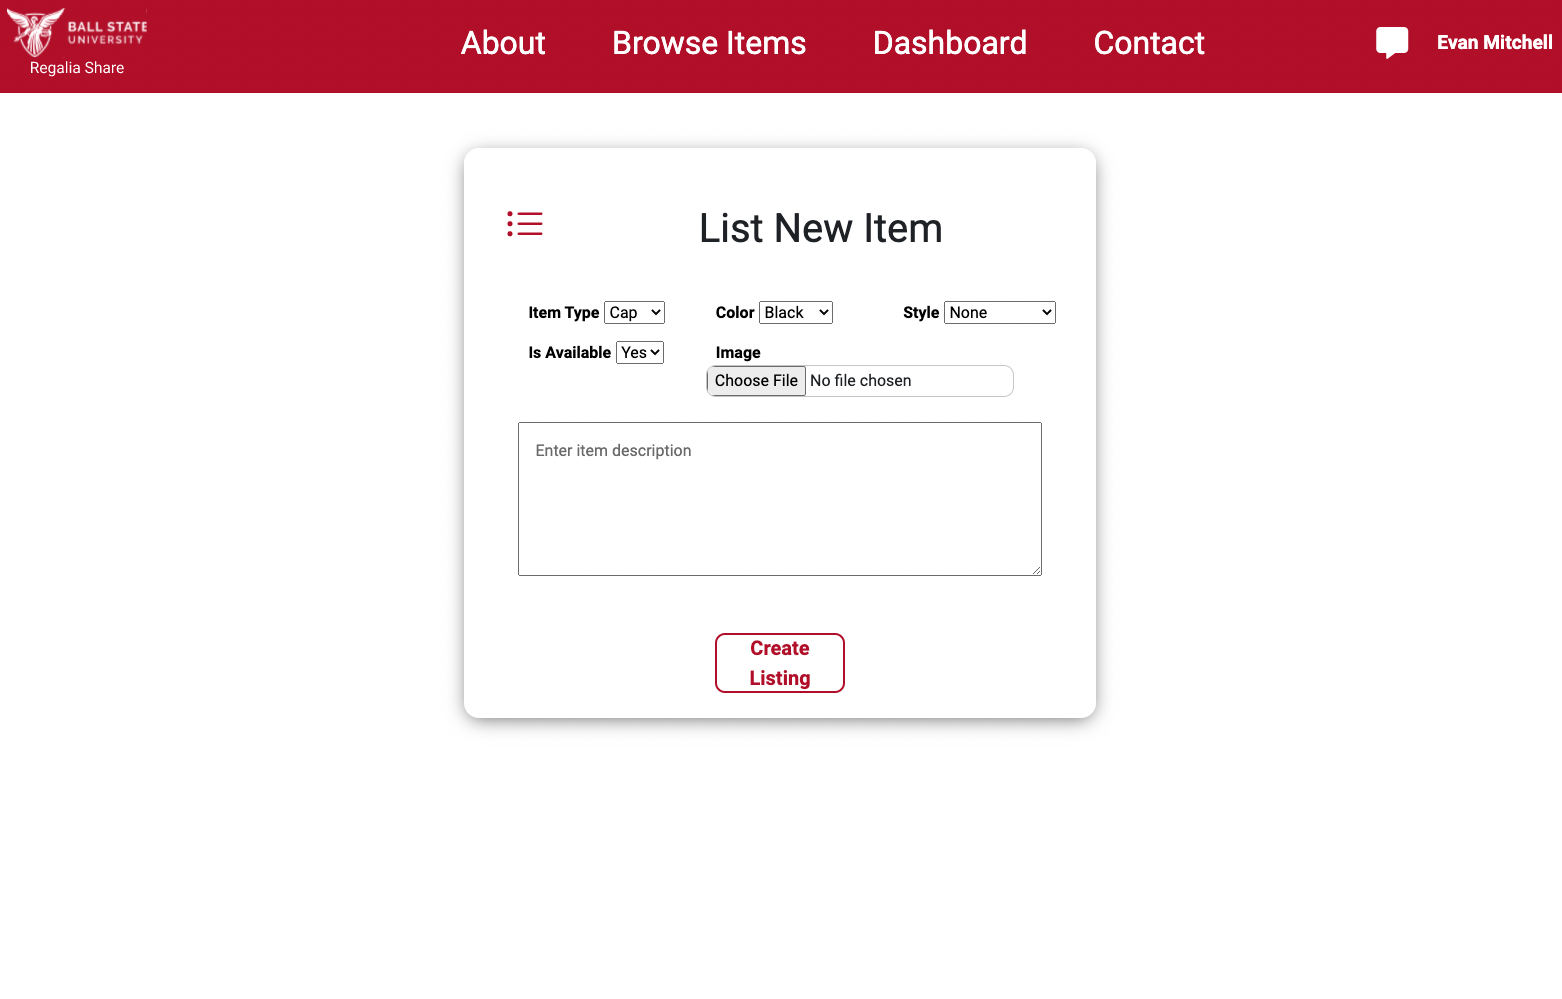 BALL STATE
UNIVERSITY
Regalia Share
About
Browse Items
Dashboard
Contact
Evan Mitchell
List New Item
Item Type Cap
Color Black
Style None
Is Available Yes
Image
Choose File No file chosen
Enter item description
Create
Listing